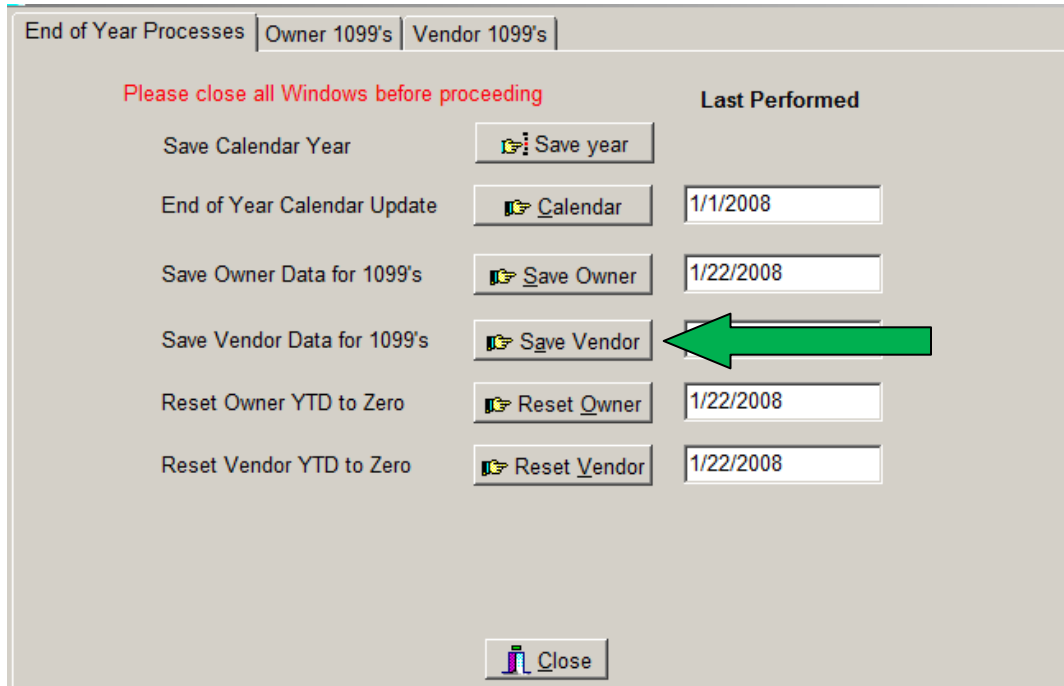 End of Year Processes Owner 1099's Vendor 1099's
Please close all Windows before proceeding Last Performed
Save Calendar Year Save year
End of Year Calendar Update Calendar 1/1/2008
Save Owner Data for 1099's Save Owner 1/22/2008
Save Vendor Data for 1099's Save Vendor
Reset Owner YTD to Zero Reset Owner 1/22/2008
Reset Vendor YTD to Zero Reset Vendor 1/22/2008
Close